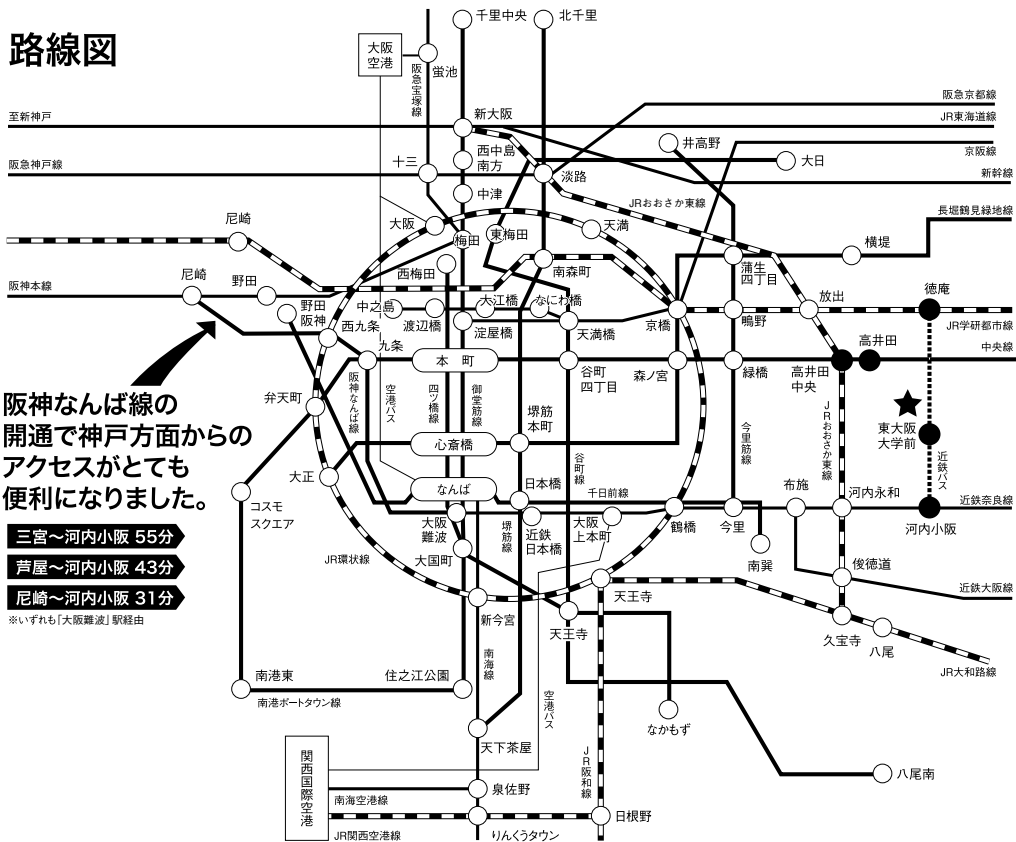 路線図
千里中央
北千里
大阪
空港
蛍池
阪急宝塚線
阪急京都線
至新神戸
新大阪
JR東海道線
井高野
京阪線
西中島
南方
大日
阪急神戸線
十三
淡路
新幹線
中津
JRおおさか東線
長堀鶴見緑地線
尼崎
大阪
天満
梅田
東梅田
横堤
西梅田
南森町
蒲生
四丁目
尼崎
野田
徳庵
阪神本線
野田
阪神
中之島
渡辺橋
大江橋
なにわ橋
放出
西九条
淀屋橋
天満橋
京橋
鴫野
JR学研都市線
高井田
九条
本町
中央線
谷町
四丁目
森ノ宮
緑橋
高井田
中央
阪神なんば線
空港バス
四ツ橋線
御堂筋線
弁天町
堺筋
本町
JRおおさか東線
東大阪
大学前
阪神なんば線の
開通で神戸方面からの
アクセスがとても
便利になりました。
心斎橋
今里筋線
谷町線
近鉄バス
大正
なんば
日本橋
千日前線
布施
河内永和
コスモ
スクエア
近鉄奈良線
大阪
難波
堺筋線
近鉄
日本橋
大阪
上本町
鶴橋
今里
河内小阪
三宮〜河内小阪 55分
芦屋〜河内小阪 43分
尼崎〜河内小阪 31分
※いずれも「大阪難波」駅経由
JR環状線
大国町
南巽
俊徳道
近鉄大阪線
天王寺
新今宮
天王寺
久宝寺
八尾
JR大和路線
南海線
南港東
住之江公園
南港ポートタウン線
空港バス
なかもず
天下茶屋
JR阪和線
関西国際空港
八尾南
泉佐野
南海空港線
日根野
JR関西空港線
りんくうタウン